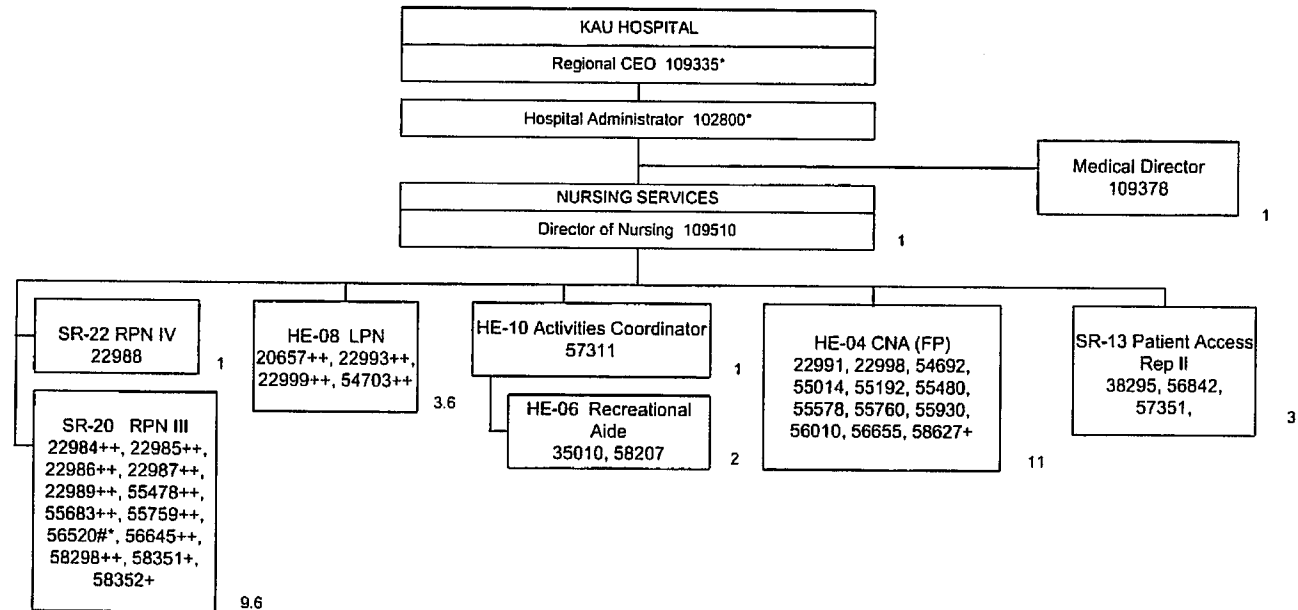 KAU HOSPITAL
Regional CEO 109335*
Hospital Administrator 102800*
Medical Director
109378
1
NURSING SERVICES
Director of Nursing 109510
1
SR-22 RPN IV
22988
1
SR-20 RPN III
22984++, 22985++,
22986++, 22987++,
22989++, 55478++,
55683++, 55759++,
56520#*, 56645++,
58298++, 58351+,
58352+
9.6
HE-08 LPN
20657++, 22993++,
22999++, 54703++
3.6
HE-10 Activities Coordinator
57311
1
HE-06 Recreational
Aide
35010, 58207
2
HE-04 CNA (FP)
22991, 22998, 54692,
55014, 55192, 55480,
55578, 55760, 55930,
56010, 56655, 58627+
11
SR-13 Patient Access
Rep II
38295, 56842,
57351,
3